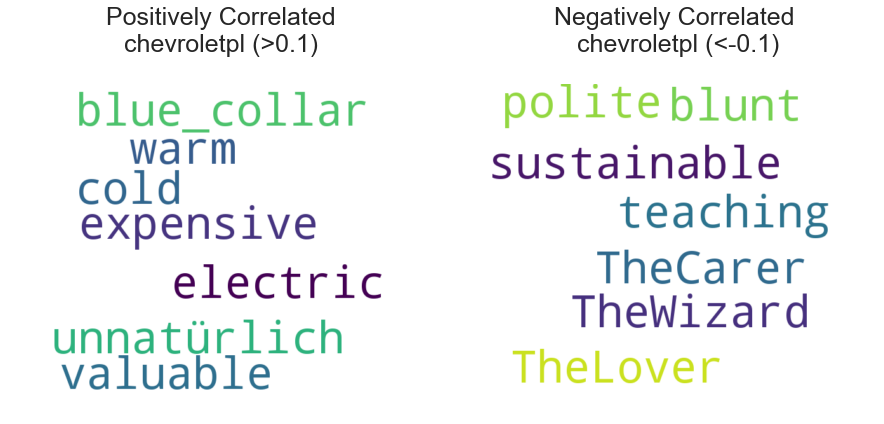 Positively Correlated
chevroletpl (>0.1)
blue_collar
warm
cold
expensive
electric
unnatürlich
valuable
Negatively Correlated
chevroletpl (<-0.1)
polite blunt
sustainable
teaching
TheCarer
TheWizard
TheLover